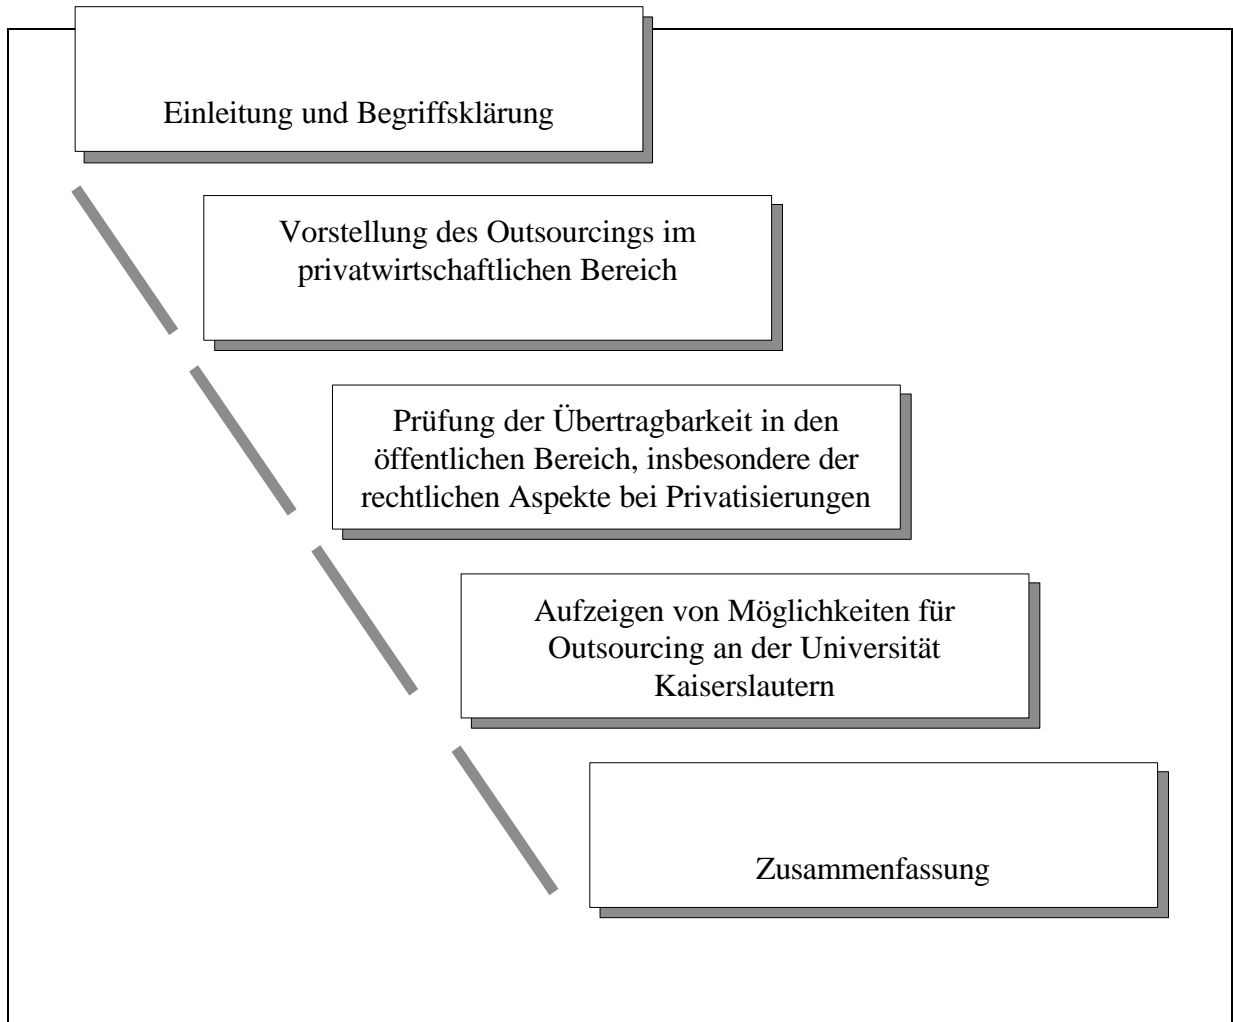 Einleitung und Begriffsklärung
Vorstellung des Outsourcings im
privatwirtschaftlichen Bereich
Prüfung der Übertragbarkeit in den
öffentlichen Bereich, insbesondere der
rechtlichen Aspekte bei Privatisierungen
Aufzeigen von Möglichkeiten für
Outsourcing an der Universität
Kaiserslautern
Zusammenfassung